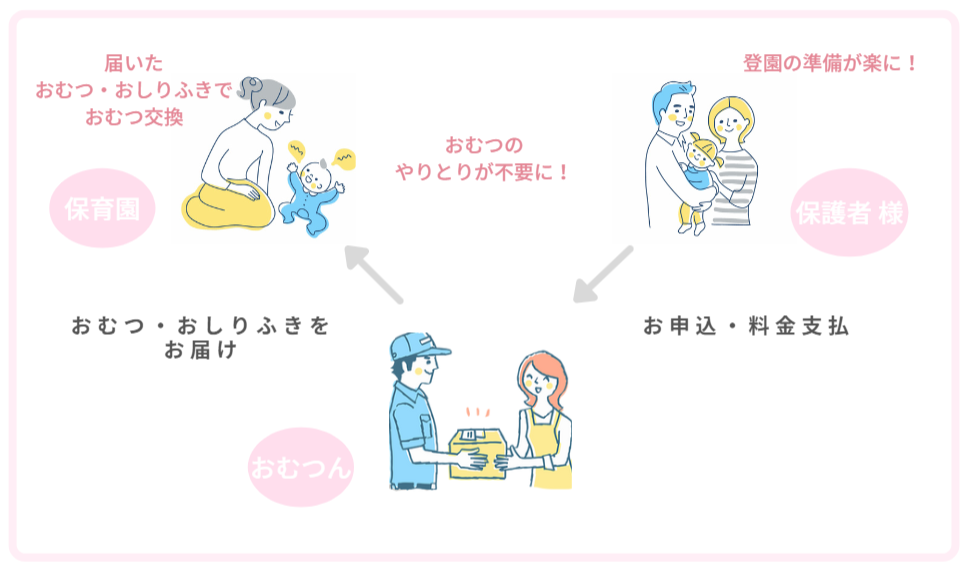 届いた
おむつ・おしりふきで
おむつ交換
登園の準備が楽に！
おむつの
やりとりが不要に！
保育園
保護者 様
おむつ・おしりふきを
お届け
お申込・料金支払
おむつん